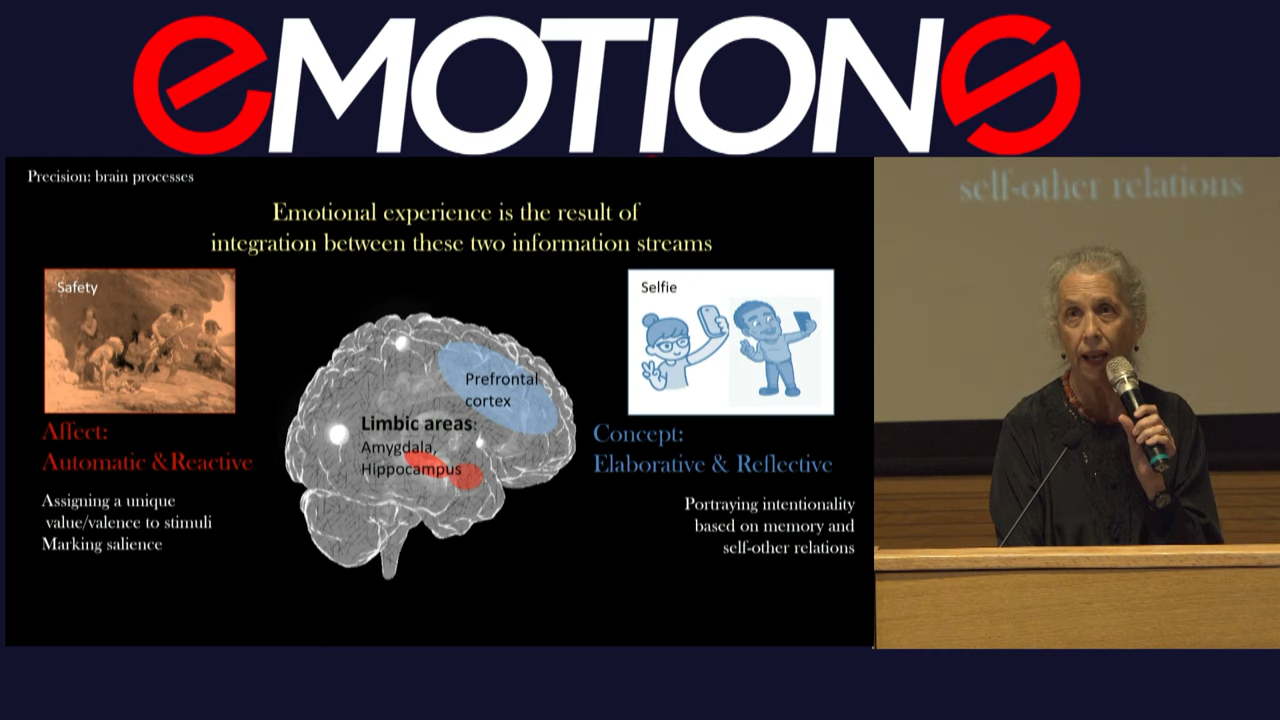 eMOTIONS
Precision: brain processes
Emotional experience is the result of
integration between these two information streams
Safety
Selfie
Prefrontal
cortex
Limbic areas:
Amygdala,
Hippocampus
Affect:
Automatic &Reactive
Concept:
Elaborative & Reflective
Assigning a unique
value/valence to stimuli
Marking salience
Portraying intentionality
based on memory and
self-other relations
self-other relations